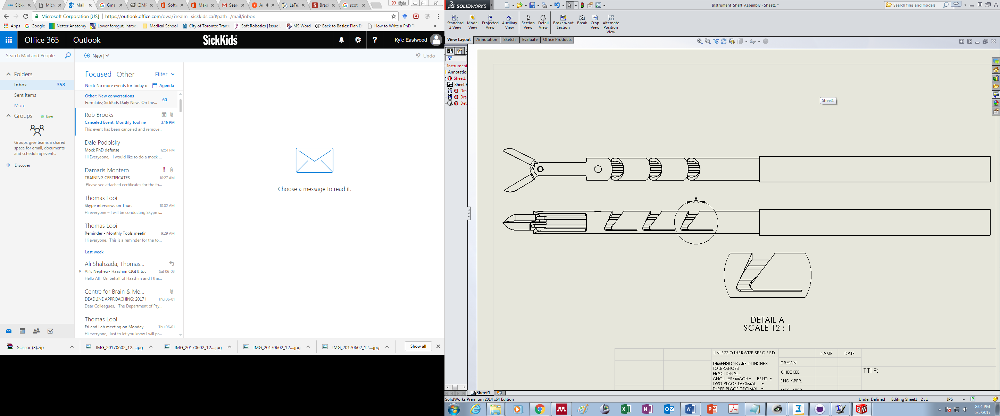 Sickk
Micro
Mail
Gmai
GIMP
Softw
Make
Sear
Au
LaTe
Brack
scoti
Kyle
Microsoft Corporation [US] | https://outlook.office.com/owa/?realm=sickkids.ca&path=/mail/inbox
Apps
Google
Netter Anatomy
Lower foregut; introd
Medical School
City of Toronto: Trans
Soft Robotics | Issue
MS Word
QP Back to Basics: Plan E
How to Write a PhD T
»
Office 365
Outlook
SickKids
?
Kyle Eastwood
Search Mail and People
New
Undo
Folders
Inbox 358
Sent Items
More
Groups
New
Groups give teams a shared
space for email, documents,
and scheduling events.
Discover
Focused Other Filter
Next: No more events for today
Agenda
Other: New conversations
Formlabs; SickKids Daily News On the...
60
Rob Brooks
Canceled Event: Monthly tool me 3:16 PM
This event has been canceled and remove..
Dale Podolsky
Mock PhD defense 12:51 PM
Hi Everyeone, I would like to do a mock ...
Damaris Montero
TRAINING CERTIFICATES 10:27 AM
Please see attached certificates for the fo...
Thomas Looi
Skype interviews on Thurs 10:02 AM
Hi everyone – I will be conducting Skype i...
Thomas Looi
Reminder - Monthly Tools meetin 9:29 AM
Hi everyone, This is a reminder for the to...
Last week
Ali Shahzada; Thomas...
Ali's Nephew- Haashim CIGITI tou Sat 06-03
Hello All, On behalf of Haashim and I tha...
Centre for Brain & Me...
DEADLINE APPROACHING: 2017 I Thu 06-01
Dear Colleagues, The Department of Psy...
Thomas Looi
Fri and Lab meeting on Monday Thu 06-01
Hi everyone, Just to let you know I will pr...
Choose a message to read it.
Scissor (3).zip
IMG_20170602_12....jpg
IMG_20170602_12....jpg
IMG_20170602_12....jpg
IMG_20170602_12....jpg
Show all
SOLIDWORKS
Instrument_Shaft_Assembly - Sheet1 *
Search files and models
Standard
3 View
Model
View
Projected
View
Auxiliary
View
Section
View
Detail
View
Broken-out
Section
Break
Crop
View
Alternate
Position
View
View Layout
Annotation
Sketch
Evaluate
Office Products
Instrument
Annotation
Sheet1
Sheet F
Dra
Dra
Det
Sheet1
A
DETAIL A
SCALE 12 : 1
UNLESS OTHERWISE SPECIFIED:
DIMENSIONS ARE IN INCHES
TOLERANCES:
FRACTIONAL±
ANGULAR: MACH± BEND ±
TWO PLACE DECIMAL ±
THREE PLACE DECIMAL ±
NAME DATE
DRAWN
CHECKED
ENG APPR.
MFG APPR.
TITLE:
Sheet1
SolidWorks Premium 2014 x64 Edition
Under Defined
Editing Sheet1
2 : 1
IPS
8:04 PM
6/5/2017